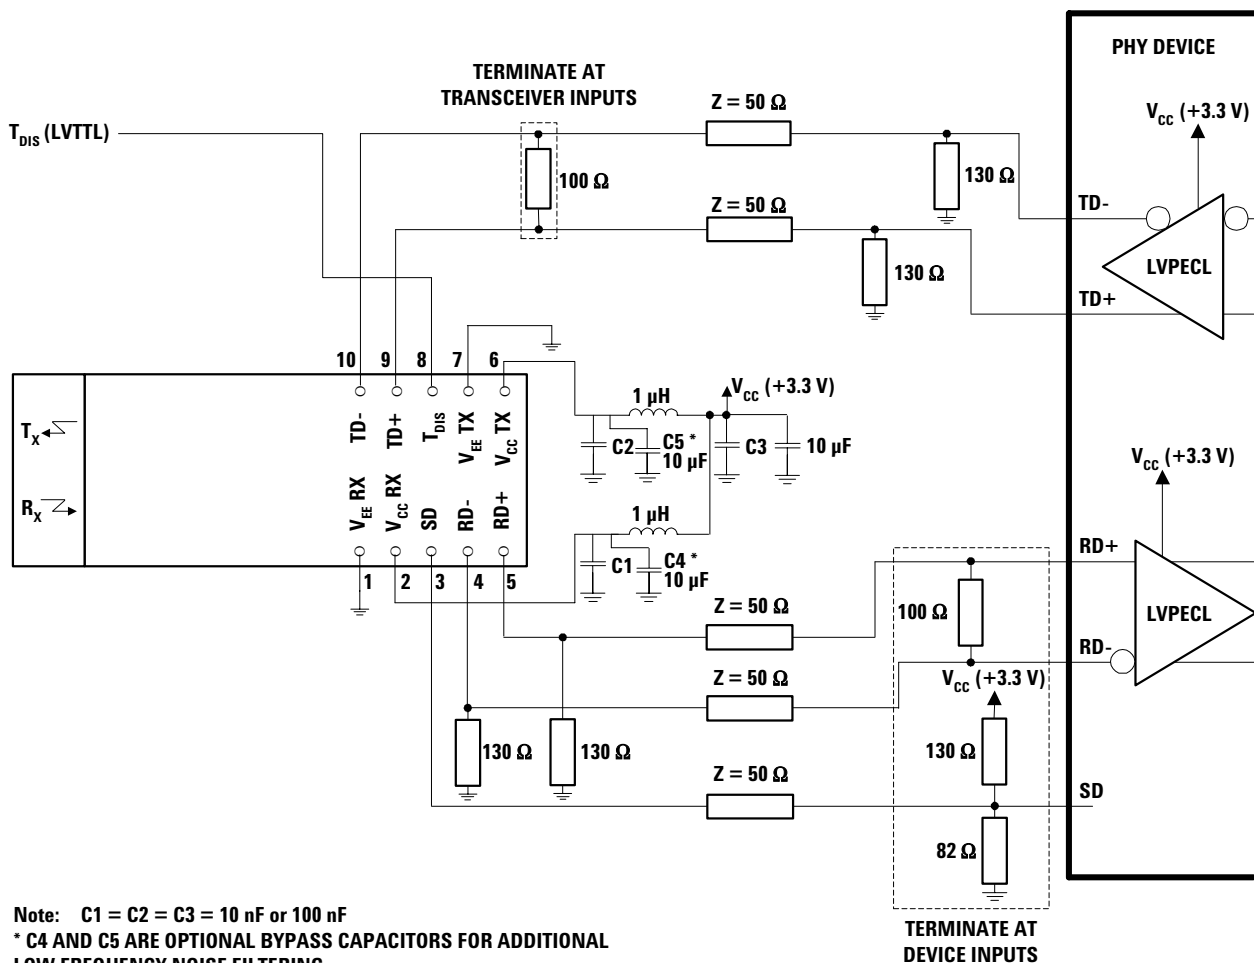 PHY DEVICE
TERMINATE AT
TRANSCEIVER INPUTS
Z = 50 Ω
V_CC (+3.3 V)
T_DIS (LVTTL)
100 Ω
130 Ω
TD-
Z = 50 Ω
LVPECL
130 Ω
TD+
10
9
8
7
6
1 µH
V_CC (+3.3 V)
T_X
TD-
TD+
T_DIS
V_EE TX
V_CC TX
C2
C5 *
10 µF
C3
10 µF
R_X
V_EE RX
V_CC RX
SD
RD-
RD+
1 µH
V_CC (+3.3 V)
C1
C4 *
10 µF
RD+
1
2
3
4
5
Z = 50 Ω
100 Ω
LVPECL
RD-
Z = 50 Ω
V_CC (+3.3 V)
130 Ω
130 Ω
130 Ω
Z = 50 Ω
SD
82 Ω
Note: C1 = C2 = C3 = 10 nF or 100 nF
* C4 AND C5 ARE OPTIONAL BYPASS CAPACITORS FOR ADDITIONAL
LOW FREQUENCY NOISE FILTERING
TERMINATE AT
DEVICE INPUTS